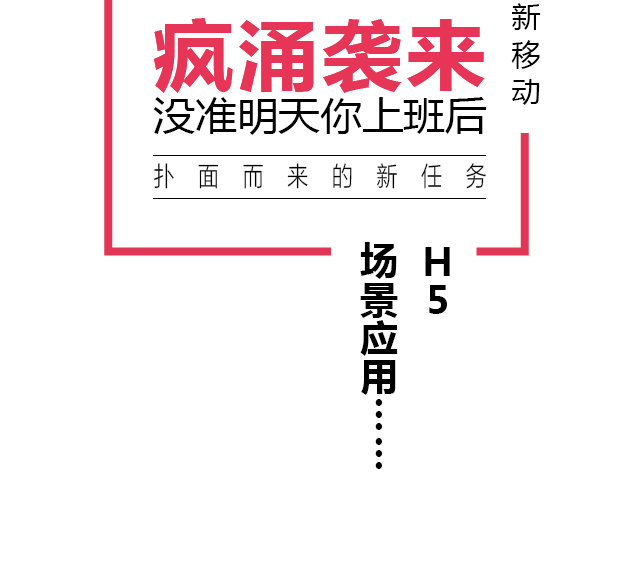 新移动
疯涌袭来
没准明天你上班后
扑面而来的新任务
H5
场景应用……